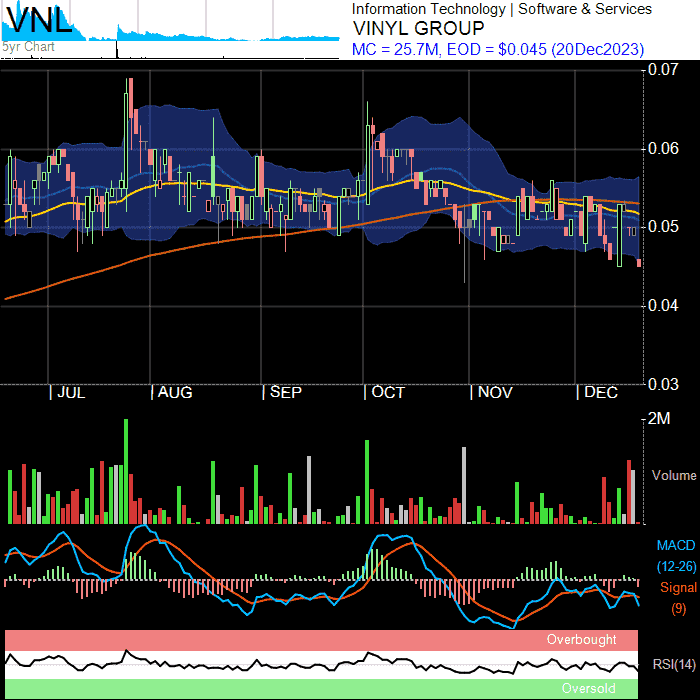 VNL
5yr Chart
Information Technology | Software & Services
VINYL GROUP
MC = 25.7M, EOD = $0.045 (20Dec2023)
0.07
0.06
0.05
0.04
0.03
| JUL | AUG | SEP | OCT | NOV | DEC
2M
Volume
MACD
(12-26)
Signal
(9)
Overbought
RSI(14)
Oversold